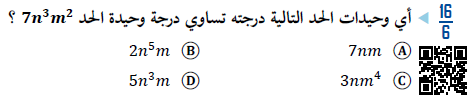 16/6 أي وحيدات الحد التالية درجته تساوي درجة وحيدة الحد 7n³m² ؟
7nm Ⓐ 2n⁵m Ⓑ
3nm⁴ Ⓒ 5n³m Ⓓ